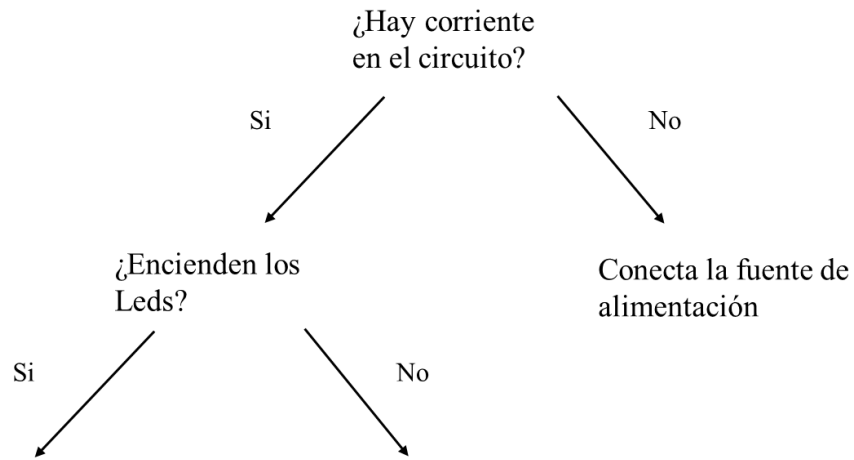 ¿Hay corriente
en el circuito?
Si
No
¿Encienden los
Leds?
Conecta la fuente de
alimentación
Si
No